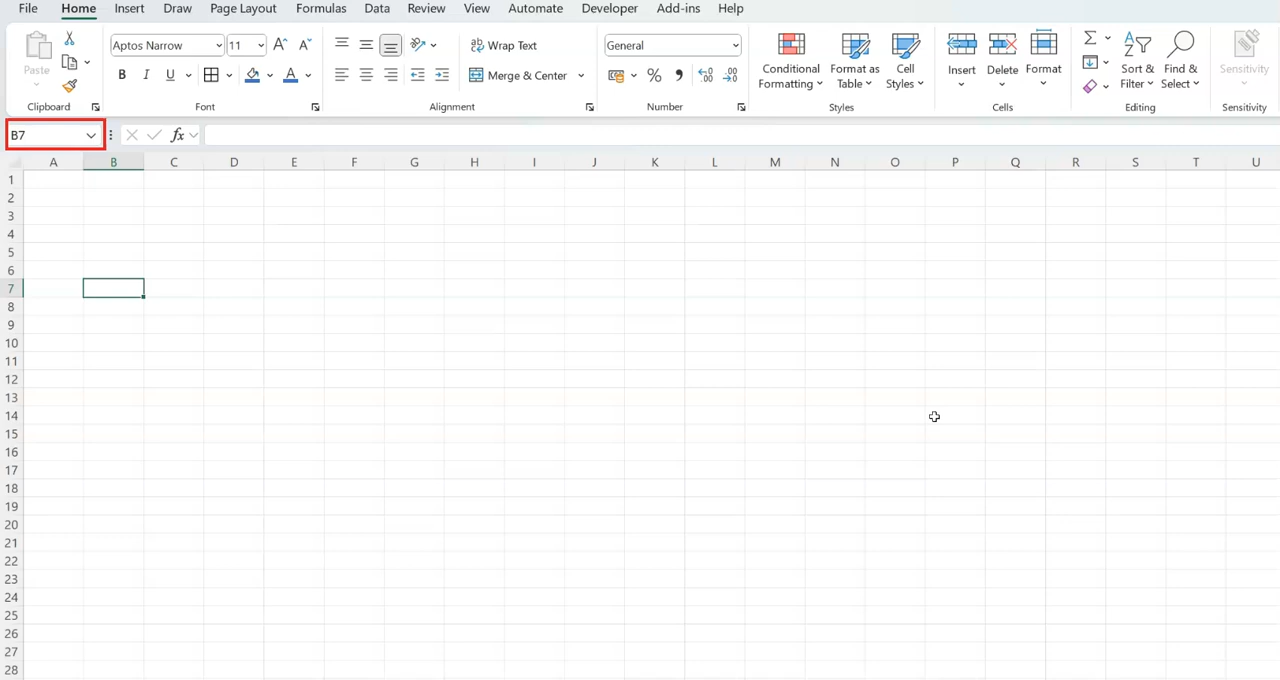 File Home Insert Draw Page Layout Formulas Data Review View Automate Developer Add-ins Help
Paste
Clipboard
Aptos Narrow 11
B I U A
Font
Wrap Text
Merge & Center
Alignment
General
Number
Conditional Formatting
Format as Table
Cell Styles
Styles
Insert
Delete
Format
Cells
Sort & Filter
Find & Select
Editing
Sensitivity
Sensitivity
B7 fx
A B C D E F G H I J K L M N O P Q R S T U
1
2
3
4
5
6
7
8
9
10
11
12
13
14
15
16
17
18
19
20
21
22
23
24
25
26
27
28